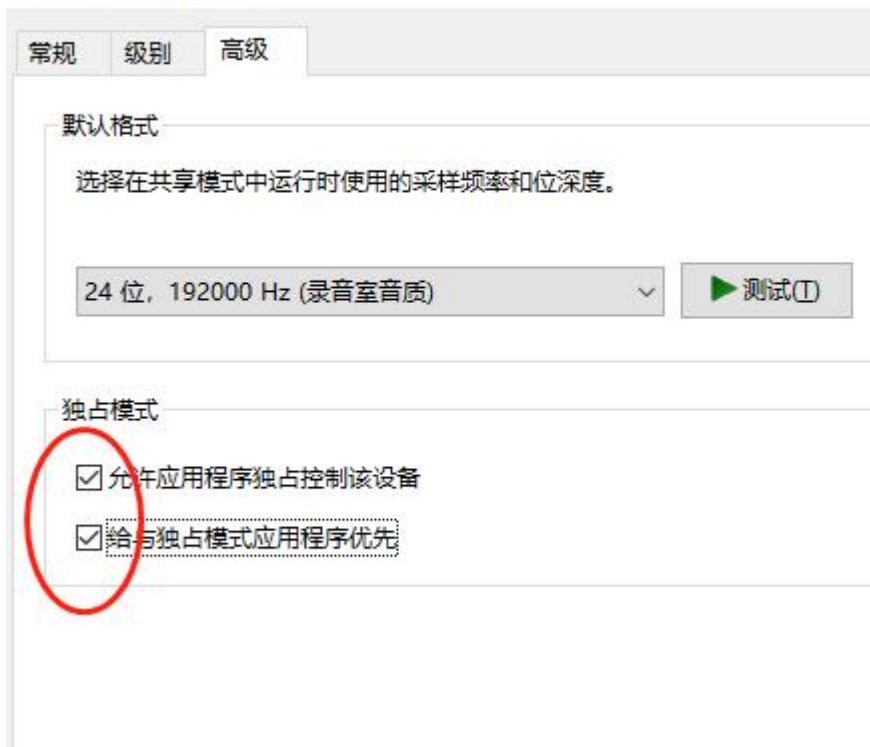 常规 级别 高级
默认格式
选择在共享模式中运行时使用的采样频率和位深度。
24 位，192000 Hz (录音室音质)
测试(T)
独占模式
允许应用程序独占控制该设备
给与独占模式应用程序优先